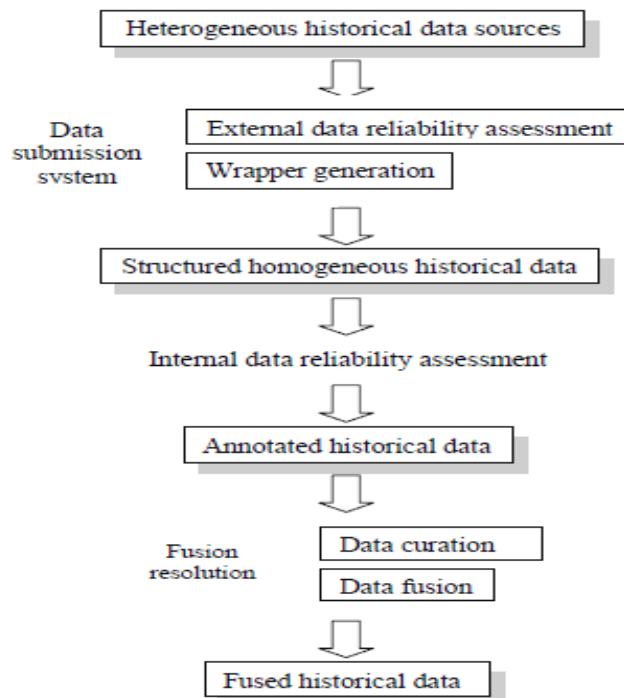 Heterogeneous historical data sources
Data
submission
svstem
External data reliability assessment
Wrapper generation
Structured homogeneous historical data
Internal data reliability assessment
Annotated historical data
Fusion
resolution
Data curation
Data fusion
Fused historical data